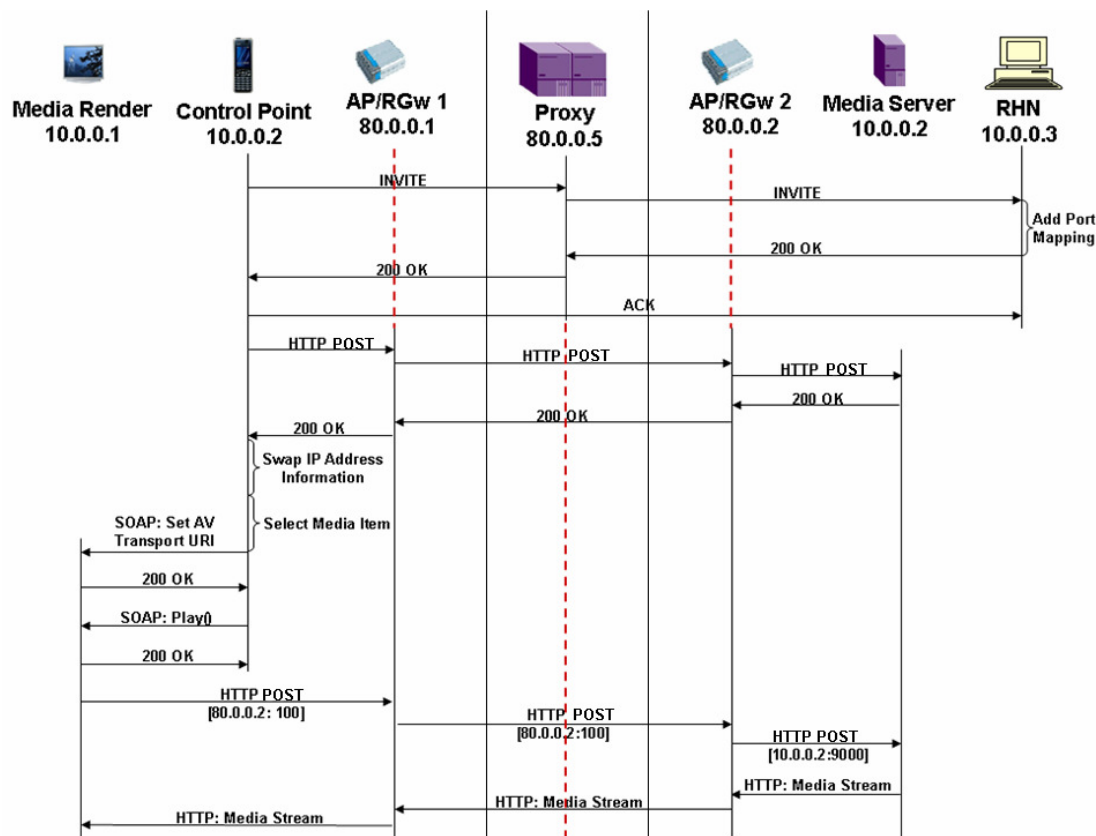 Media Render
10.0.0.1
Control Point
10.0.0.2
AP/RGw 1
80.0.0.1
Proxy
80.0.0.5
AP/RGw 2
80.0.0.2
Media Server
10.0.0.2
RHN
10.0.0.3
INVITE
INVITE
Add Port
Mapping
200 OK
200 OK
ACK
HTTP POST
HTTP POST
HTTP POST
200 OK
200 OK
200 OK
Swap IP Address
Information
Select Media Item
SOAP: Set AV
Transport URI
200 OK
SOAP: Play()
200 OK
HTTP POST
[80.0.0.2: 100]
HTTP POST
[80.0.0.2:100]
HTTP POST
[10.0.0.2:9000]
HTTP: Media Stream
HTTP: Media Stream
HTTP: Media Stream